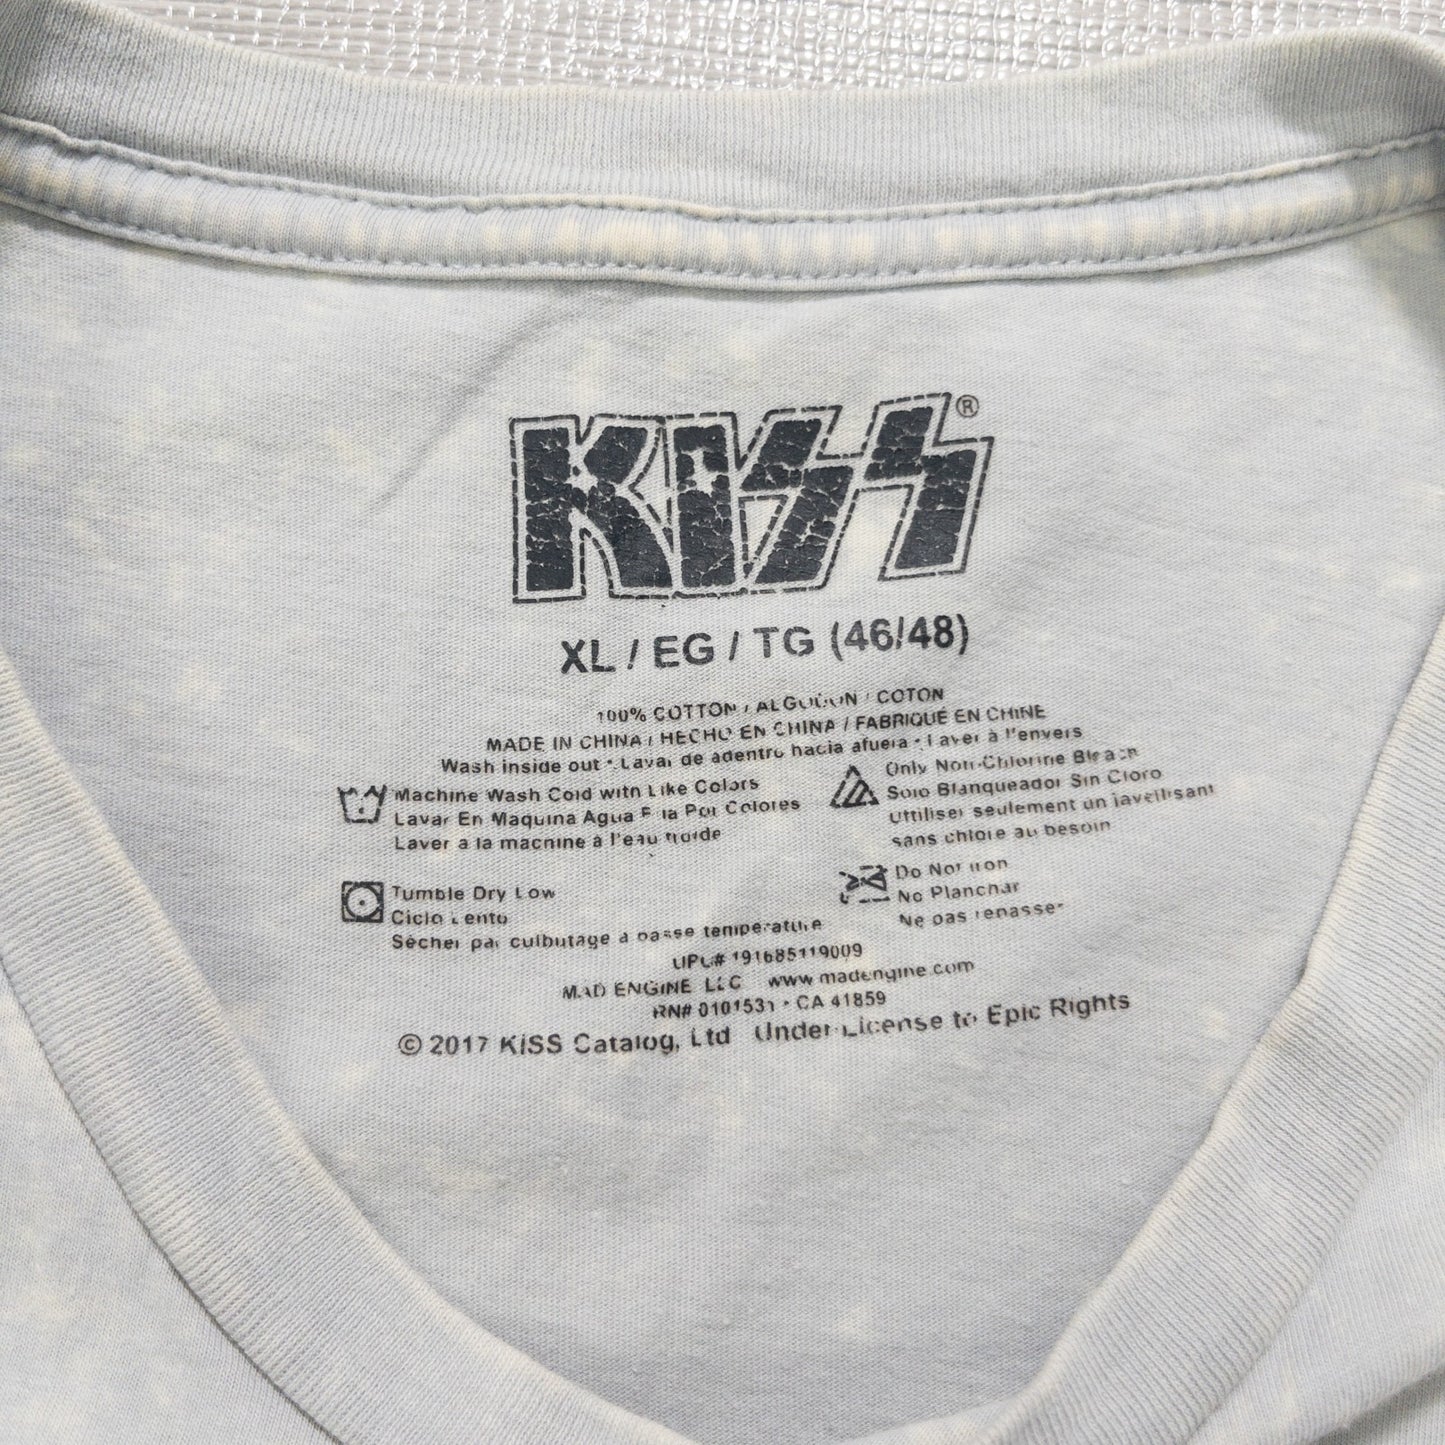 KISS®
XL / EG / TG (46/48)
100% COTTON / ALGODON / COTON
MADE IN CHINA / HECHO EN CHINA / FABRIQUÉ EN CHINE
Wash inside out • Lavar de adentro hacia afuera • Laver à l'envers
Machine Wash Cold with Like Colors
Lavar En Maquina Agua Fria Por Colores
Laver a la machine à l'eau froide
Only Non-Chlorine Bleach
Solo Blanqueador Sin Cloro
Utiliser seulement un javellisant
sans chlore au besoin
Tumble Dry Low
Ciclo Lento
Sécher par culbutage à basse température
Do Not Iron
No Planchar
Ne pas repasser
UPC# 191685119009
MAD ENGINE LLC www.madengine.com
RN# 0101531 • CA 41859
© 2017 KISS Catalog, Ltd Under License to Epic Rights